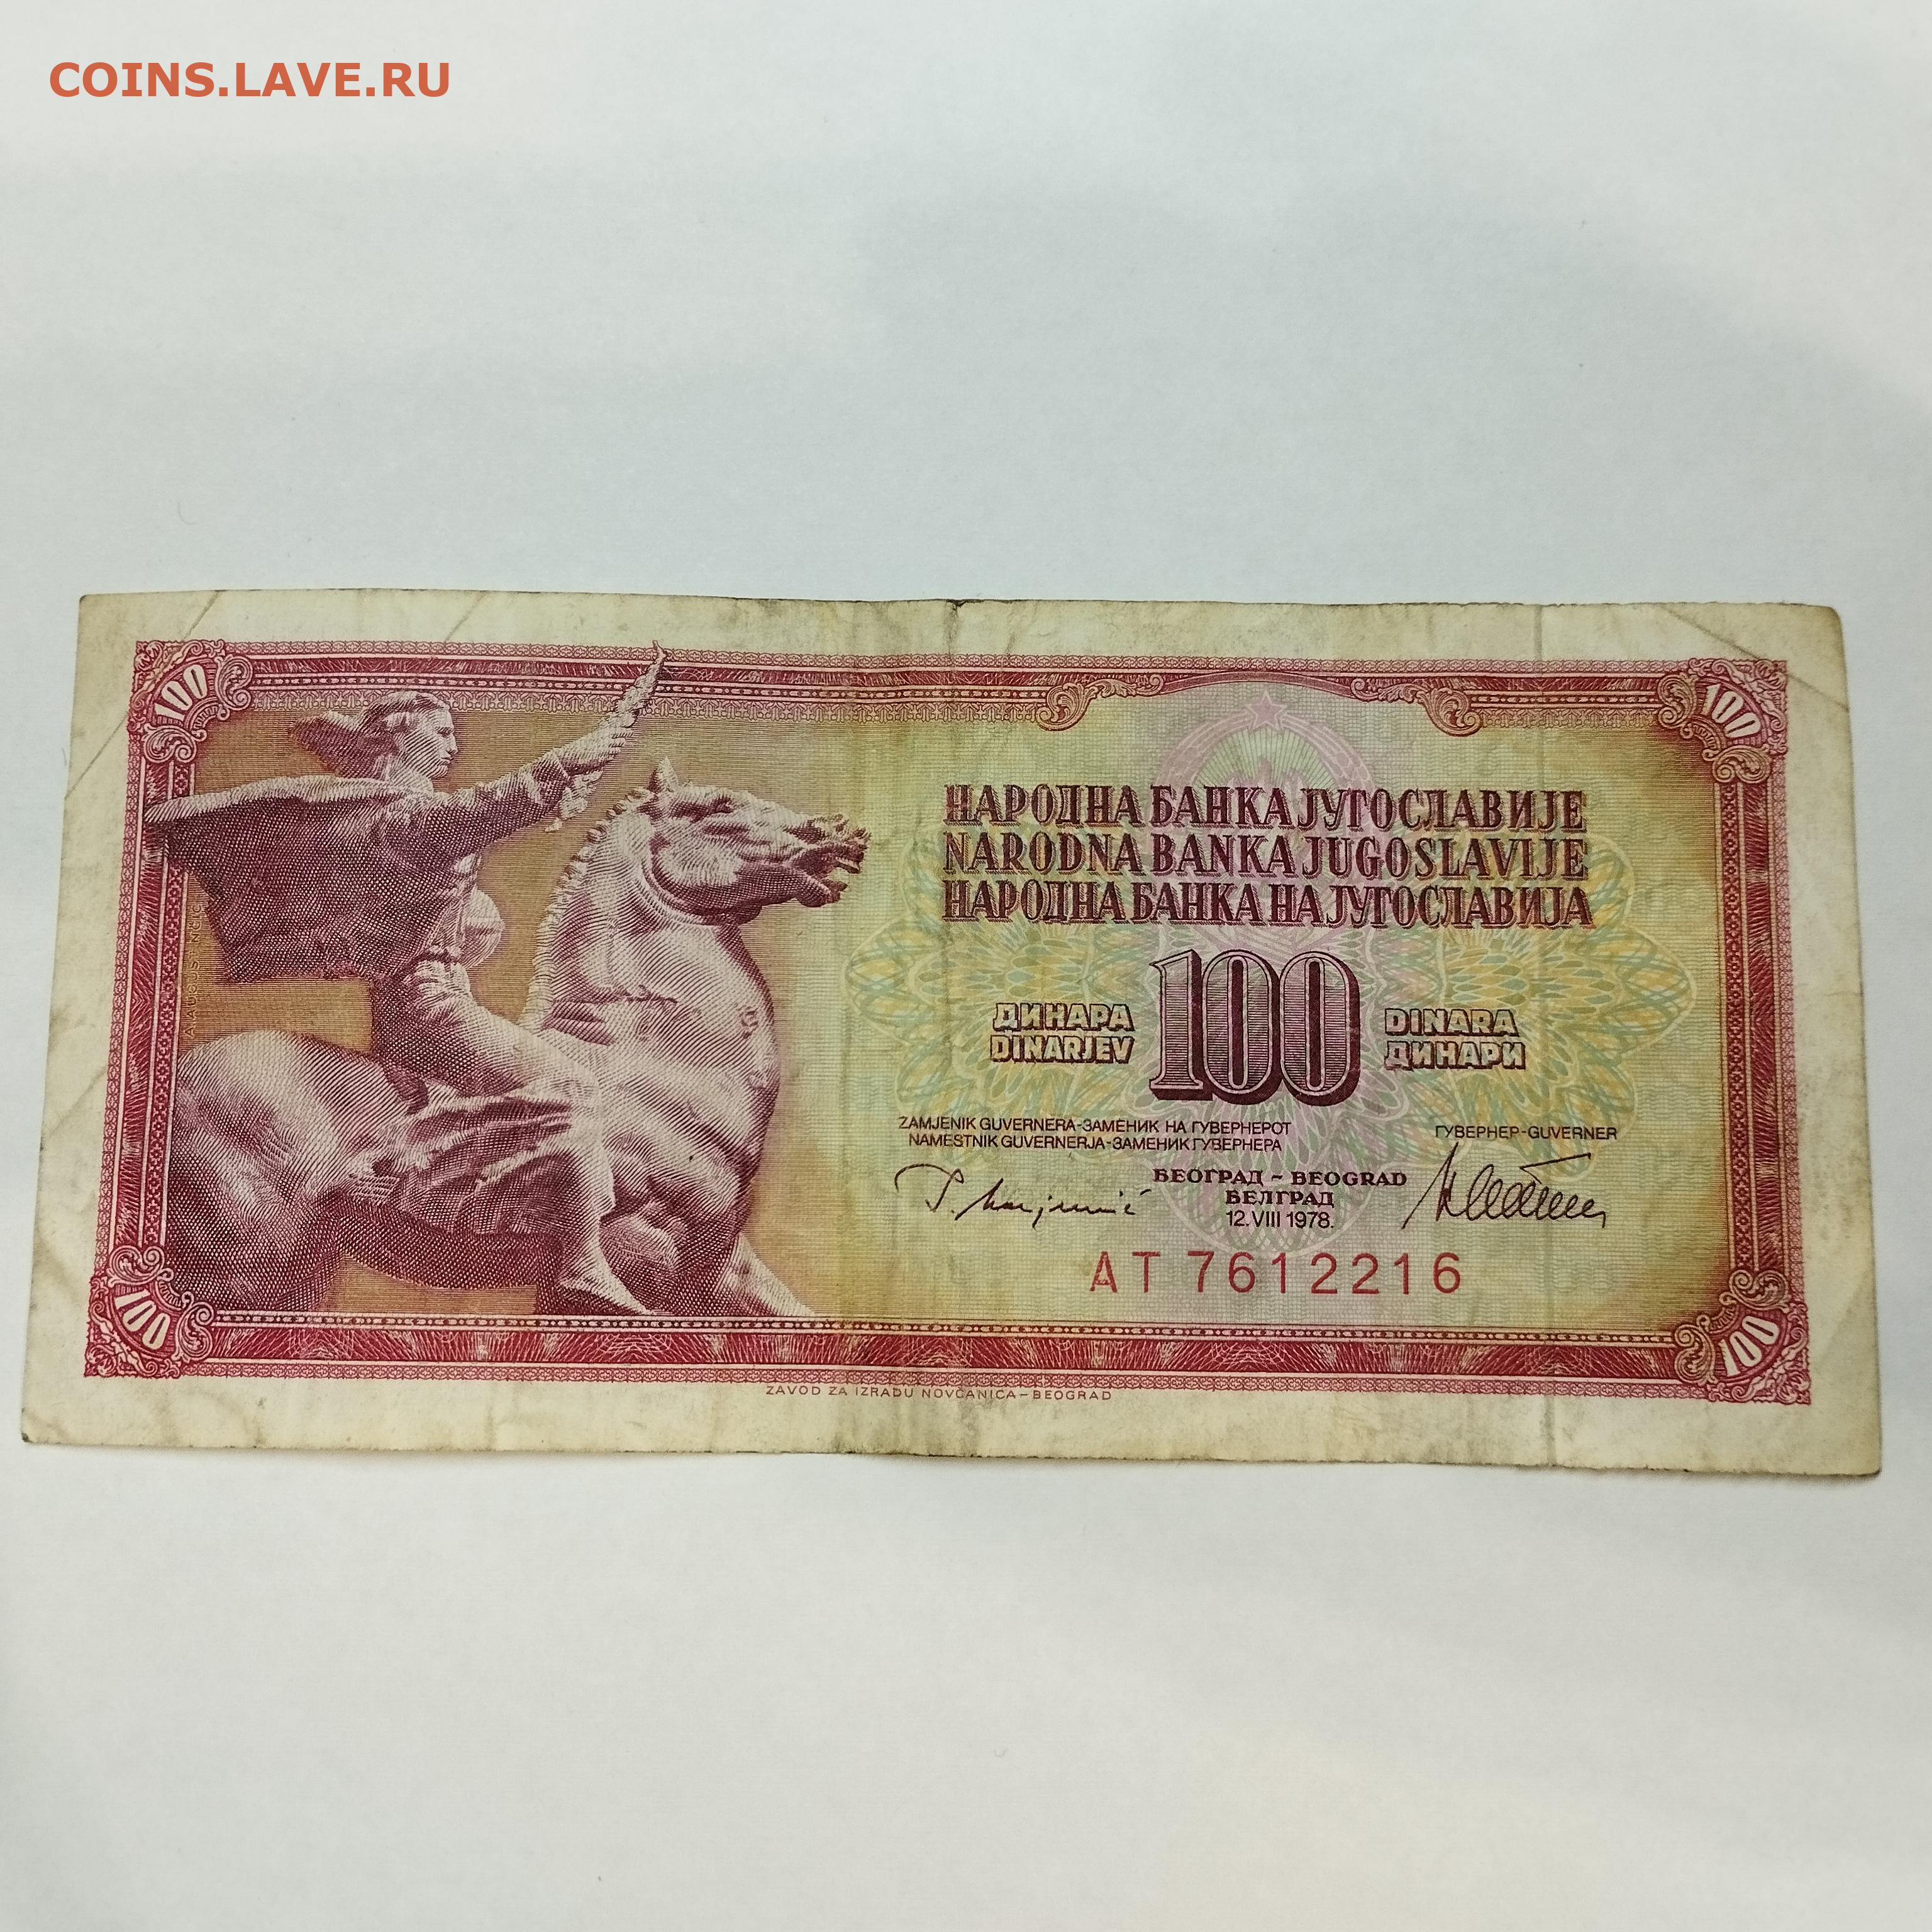 COINS.LAVE.RU
100
100
НАРОДНА БАНКА ЈУГОСЛАВИЈЕ
NARODNA BANKA JUGOSLAVIJE
НАРОДНА БАНКА НА ЈУГОСЛАВИЈА
ДИНАРА
DINARJEV
100
DINARA
ДИНАРИ
ZAMJENIK GUVERNERA-ЗАМЕНИК НА ГУВЕРНЕРОТ
NAMESTNIK GUVERNERJA-ЗАМЕНИК ГУВЕРНЕРА
ГУВЕРНЕР-GUVERNER
БЕОГРАД - BEOGRAD
БЕЛГРАД
12. VIII 1978.
AT 7612216
100
100
ZAVOD ZA IZRADU NOVČANICA-BEOGRAD